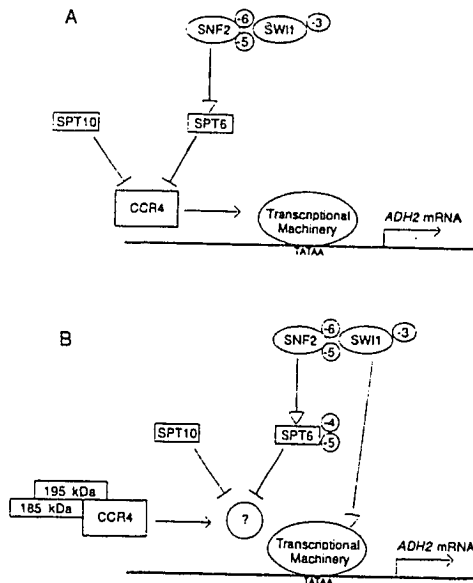 A
SNF2 -6 -5 SWI1 -3
SPT10 SPT6
CCR4
Transcriptional
Machinery
ADH2 mRNA
TATAA
B
SNF2 -6 -5 SWI1 -3
SPT10 SPT6 -4 -5
195 kDa
185 kDa CCR4 ?
Transcriptional
Machinery
ADH2 mRNA
TATAA